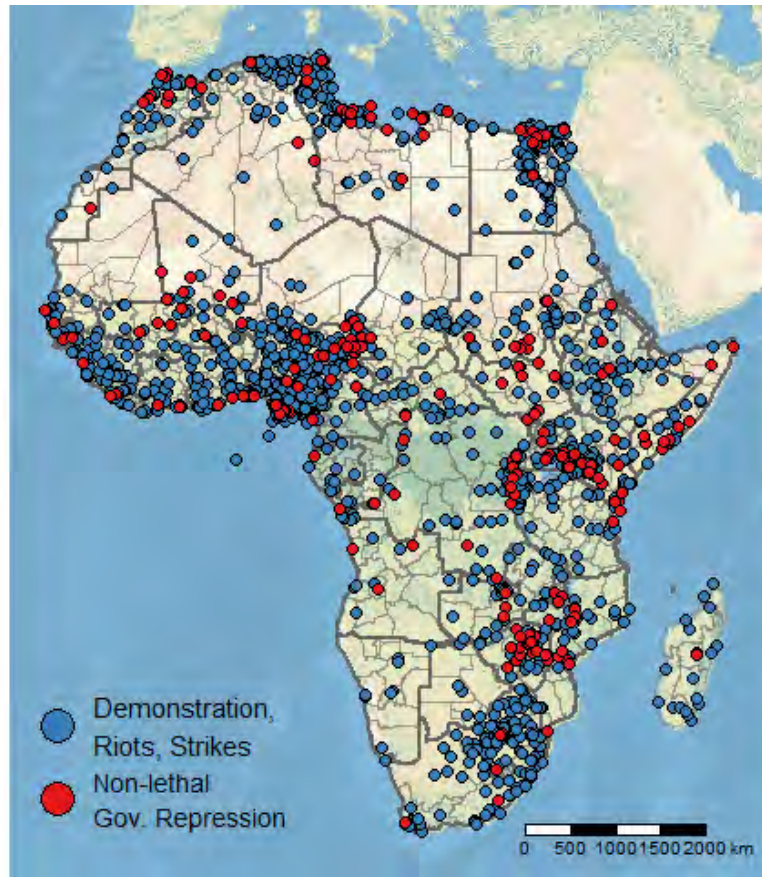 Demonstration,
Riots, Strikes
Non-lethal
Gov. Repression
0 500 1000 1500 2000 km